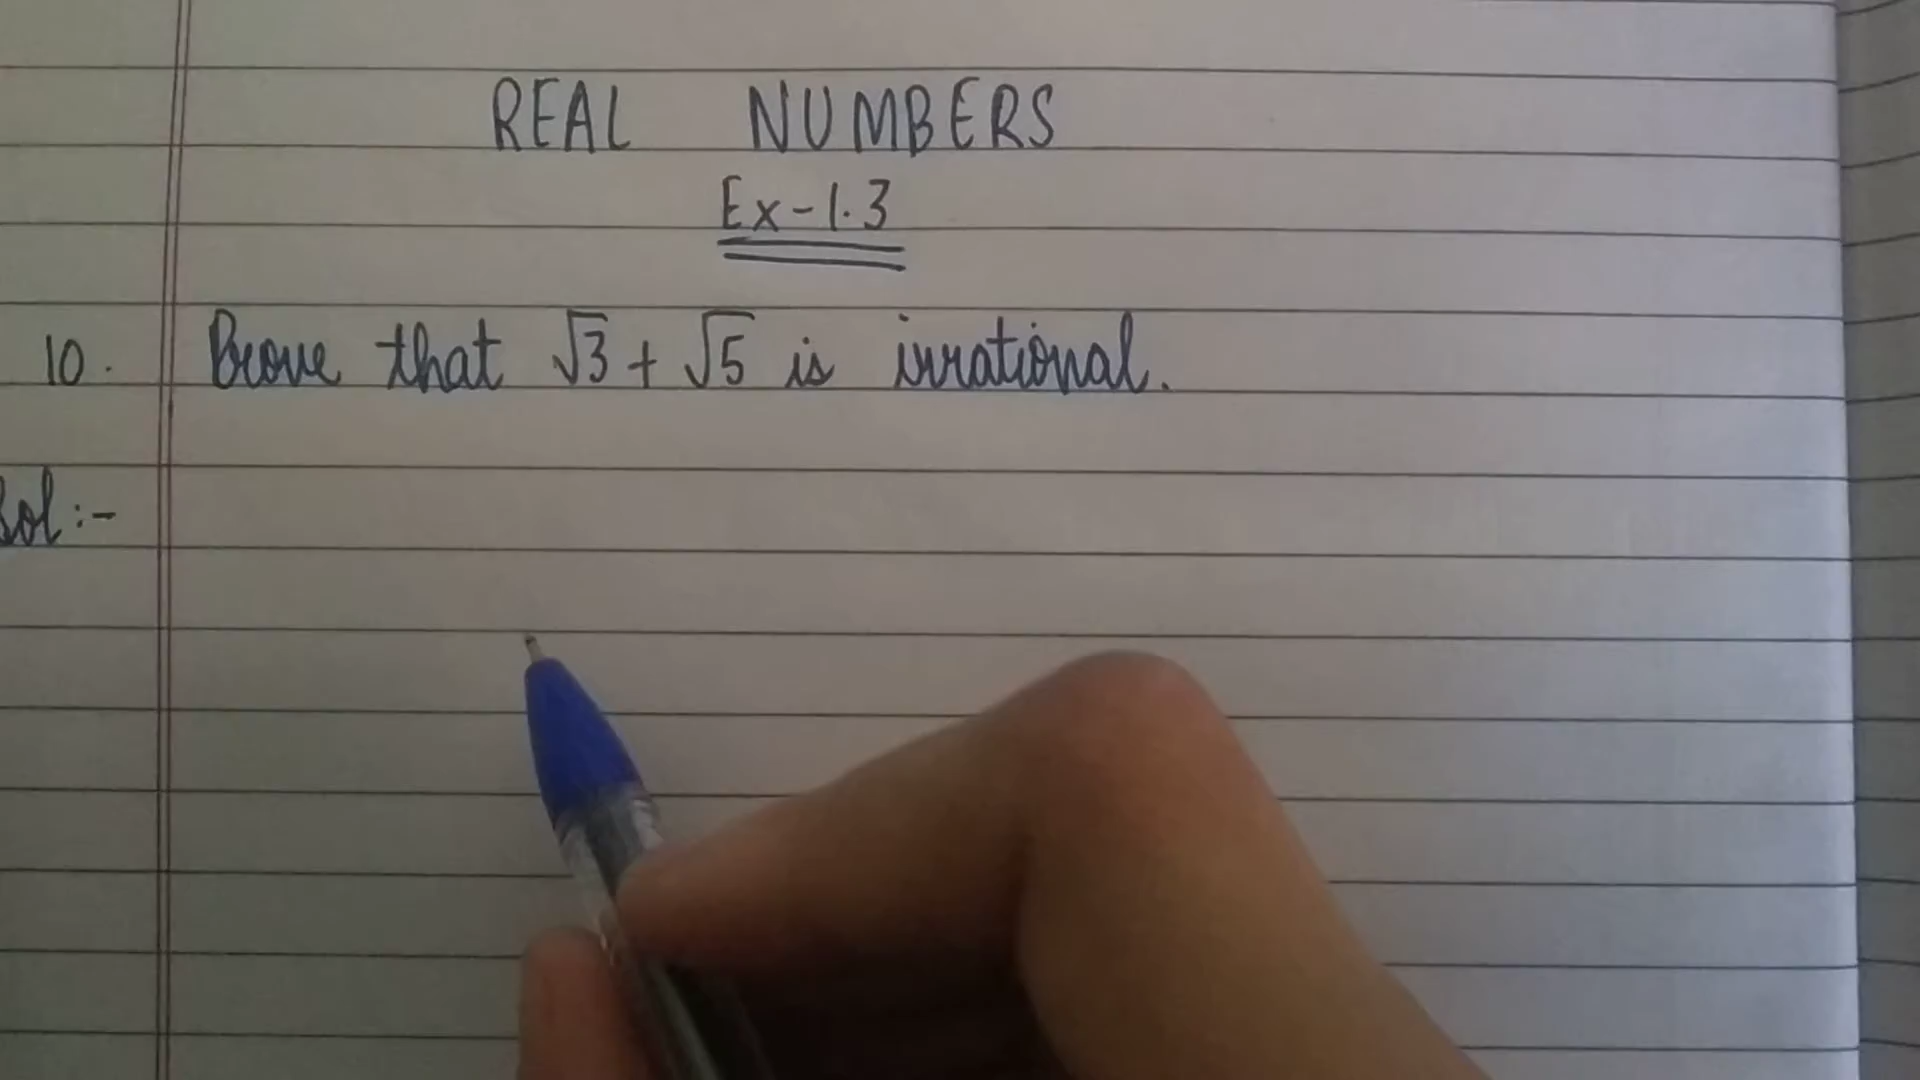 REAL NUMBERS
Ex-1.3
10. Prove that √3 + √5 is irrational.
Sol:-